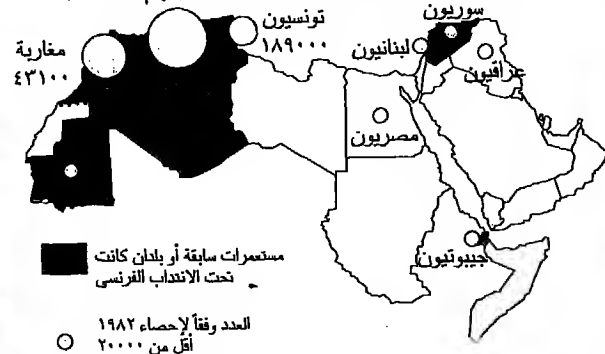 تونسيون
١٨٩٠٠٠
مغاربة
٤٣١٠٠
سوريون
لبنانيون
عراقيون
مصريون
جيبوتيون
مستعمرات سابقة أو بلدان كانت
تحت الانتداب الفرنسى
العدد وفقاً لإحصاء ١٩٨٢
أقل من ٢٠٠٠٠